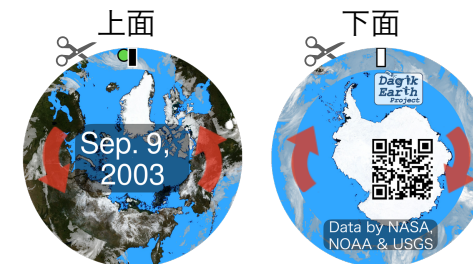 上面
下面
Sep. 9,
2003
Dagik
Earth
Project
Data by NASA,
NOAA & USGS